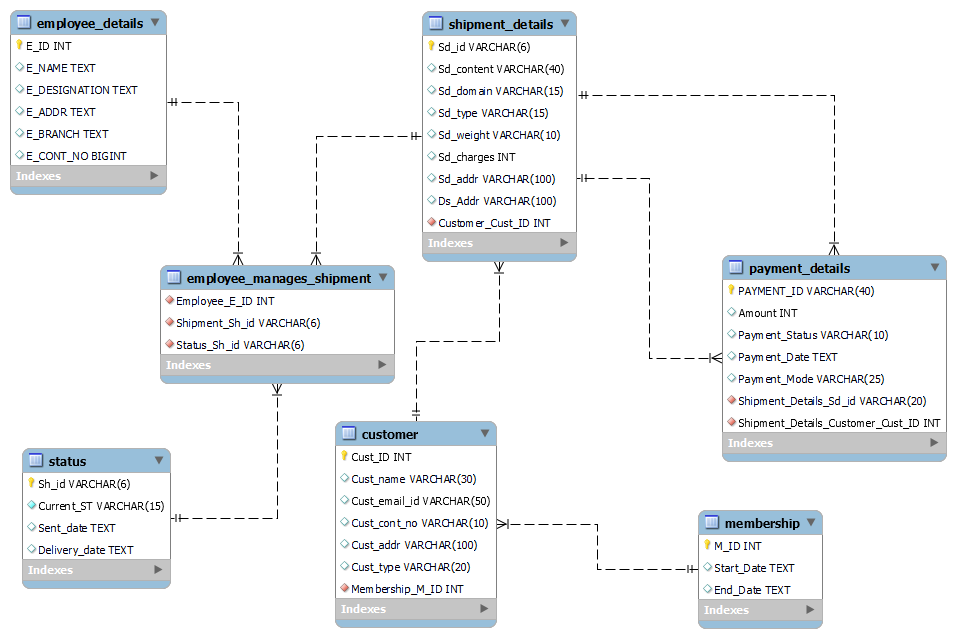 employee_details
E_ID INT
E_NAME TEXT
E_DESIGNATION TEXT
E_ADDR TEXT
E_BRANCH TEXT
E_CONT_NO BIGINT
Indexes
shipment_details
Sd_id VARCHAR(6)
Sd_content VARCHAR(40)
Sd_domain VARCHAR(15)
Sd_type VARCHAR(15)
Sd_weight VARCHAR(10)
Sd_charges INT
Sd_addr VARCHAR(100)
Ds_Addr VARCHAR(100)
Customer_Cust_ID INT
Indexes
employee_manages_shipment
Employee_E_ID INT
Shipment_Sh_id VARCHAR(6)
Status_Sh_id VARCHAR(6)
Indexes
payment_details
PAYMENT_ID VARCHAR(40)
Amount INT
Payment_Status VARCHAR(10)
Payment_Date TEXT
Payment_Mode VARCHAR(25)
Shipment_Details_Sd_id VARCHAR(20)
Shipment_Details_Customer_Cust_ID INT
Indexes
status
Sh_id VARCHAR(6)
Current_ST VARCHAR(15)
Sent_date TEXT
Delivery_date TEXT
Indexes
customer
Cust_ID INT
Cust_name VARCHAR(30)
Cust_email_id VARCHAR(50)
Cust_cont_no VARCHAR(10)
Cust_addr VARCHAR(100)
Cust_type VARCHAR(20)
Membership_M_ID INT
Indexes
membership
M_ID INT
Start_Date TEXT
End_Date TEXT
Indexes